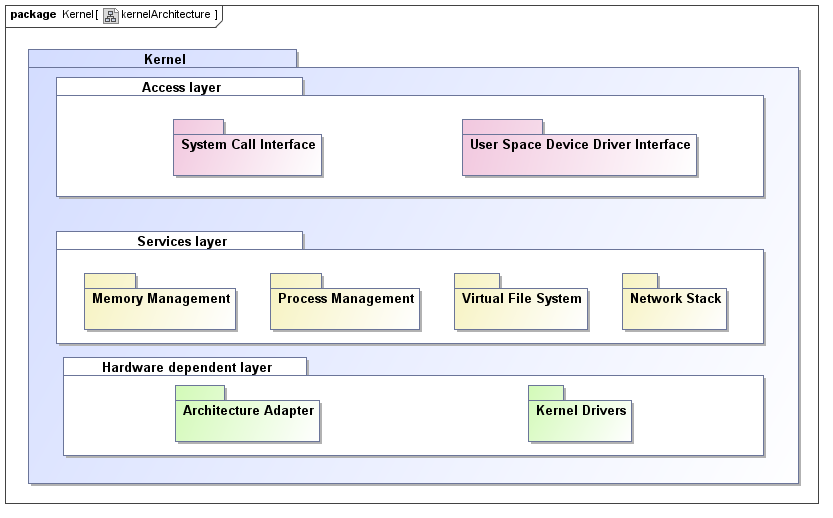 package Kernel[ kernelArchitecture ]
Kernel
Access layer
System Call Interface
User Space Device Driver Interface
Services layer
Memory Management
Process Management
Virtual File System
Network Stack
Hardware dependent layer
Architecture Adapter
Kernel Drivers